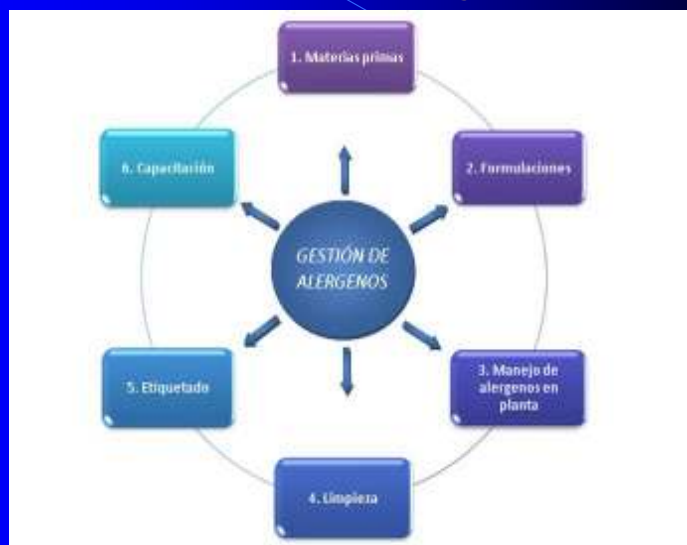 1. Materias primas
2. Formulaciones
3. Manejo de
alergenos en
planta
4. Limpieza
5. Etiquetado
6. Capacitación
GESTIÓN DE
ALERGENOS